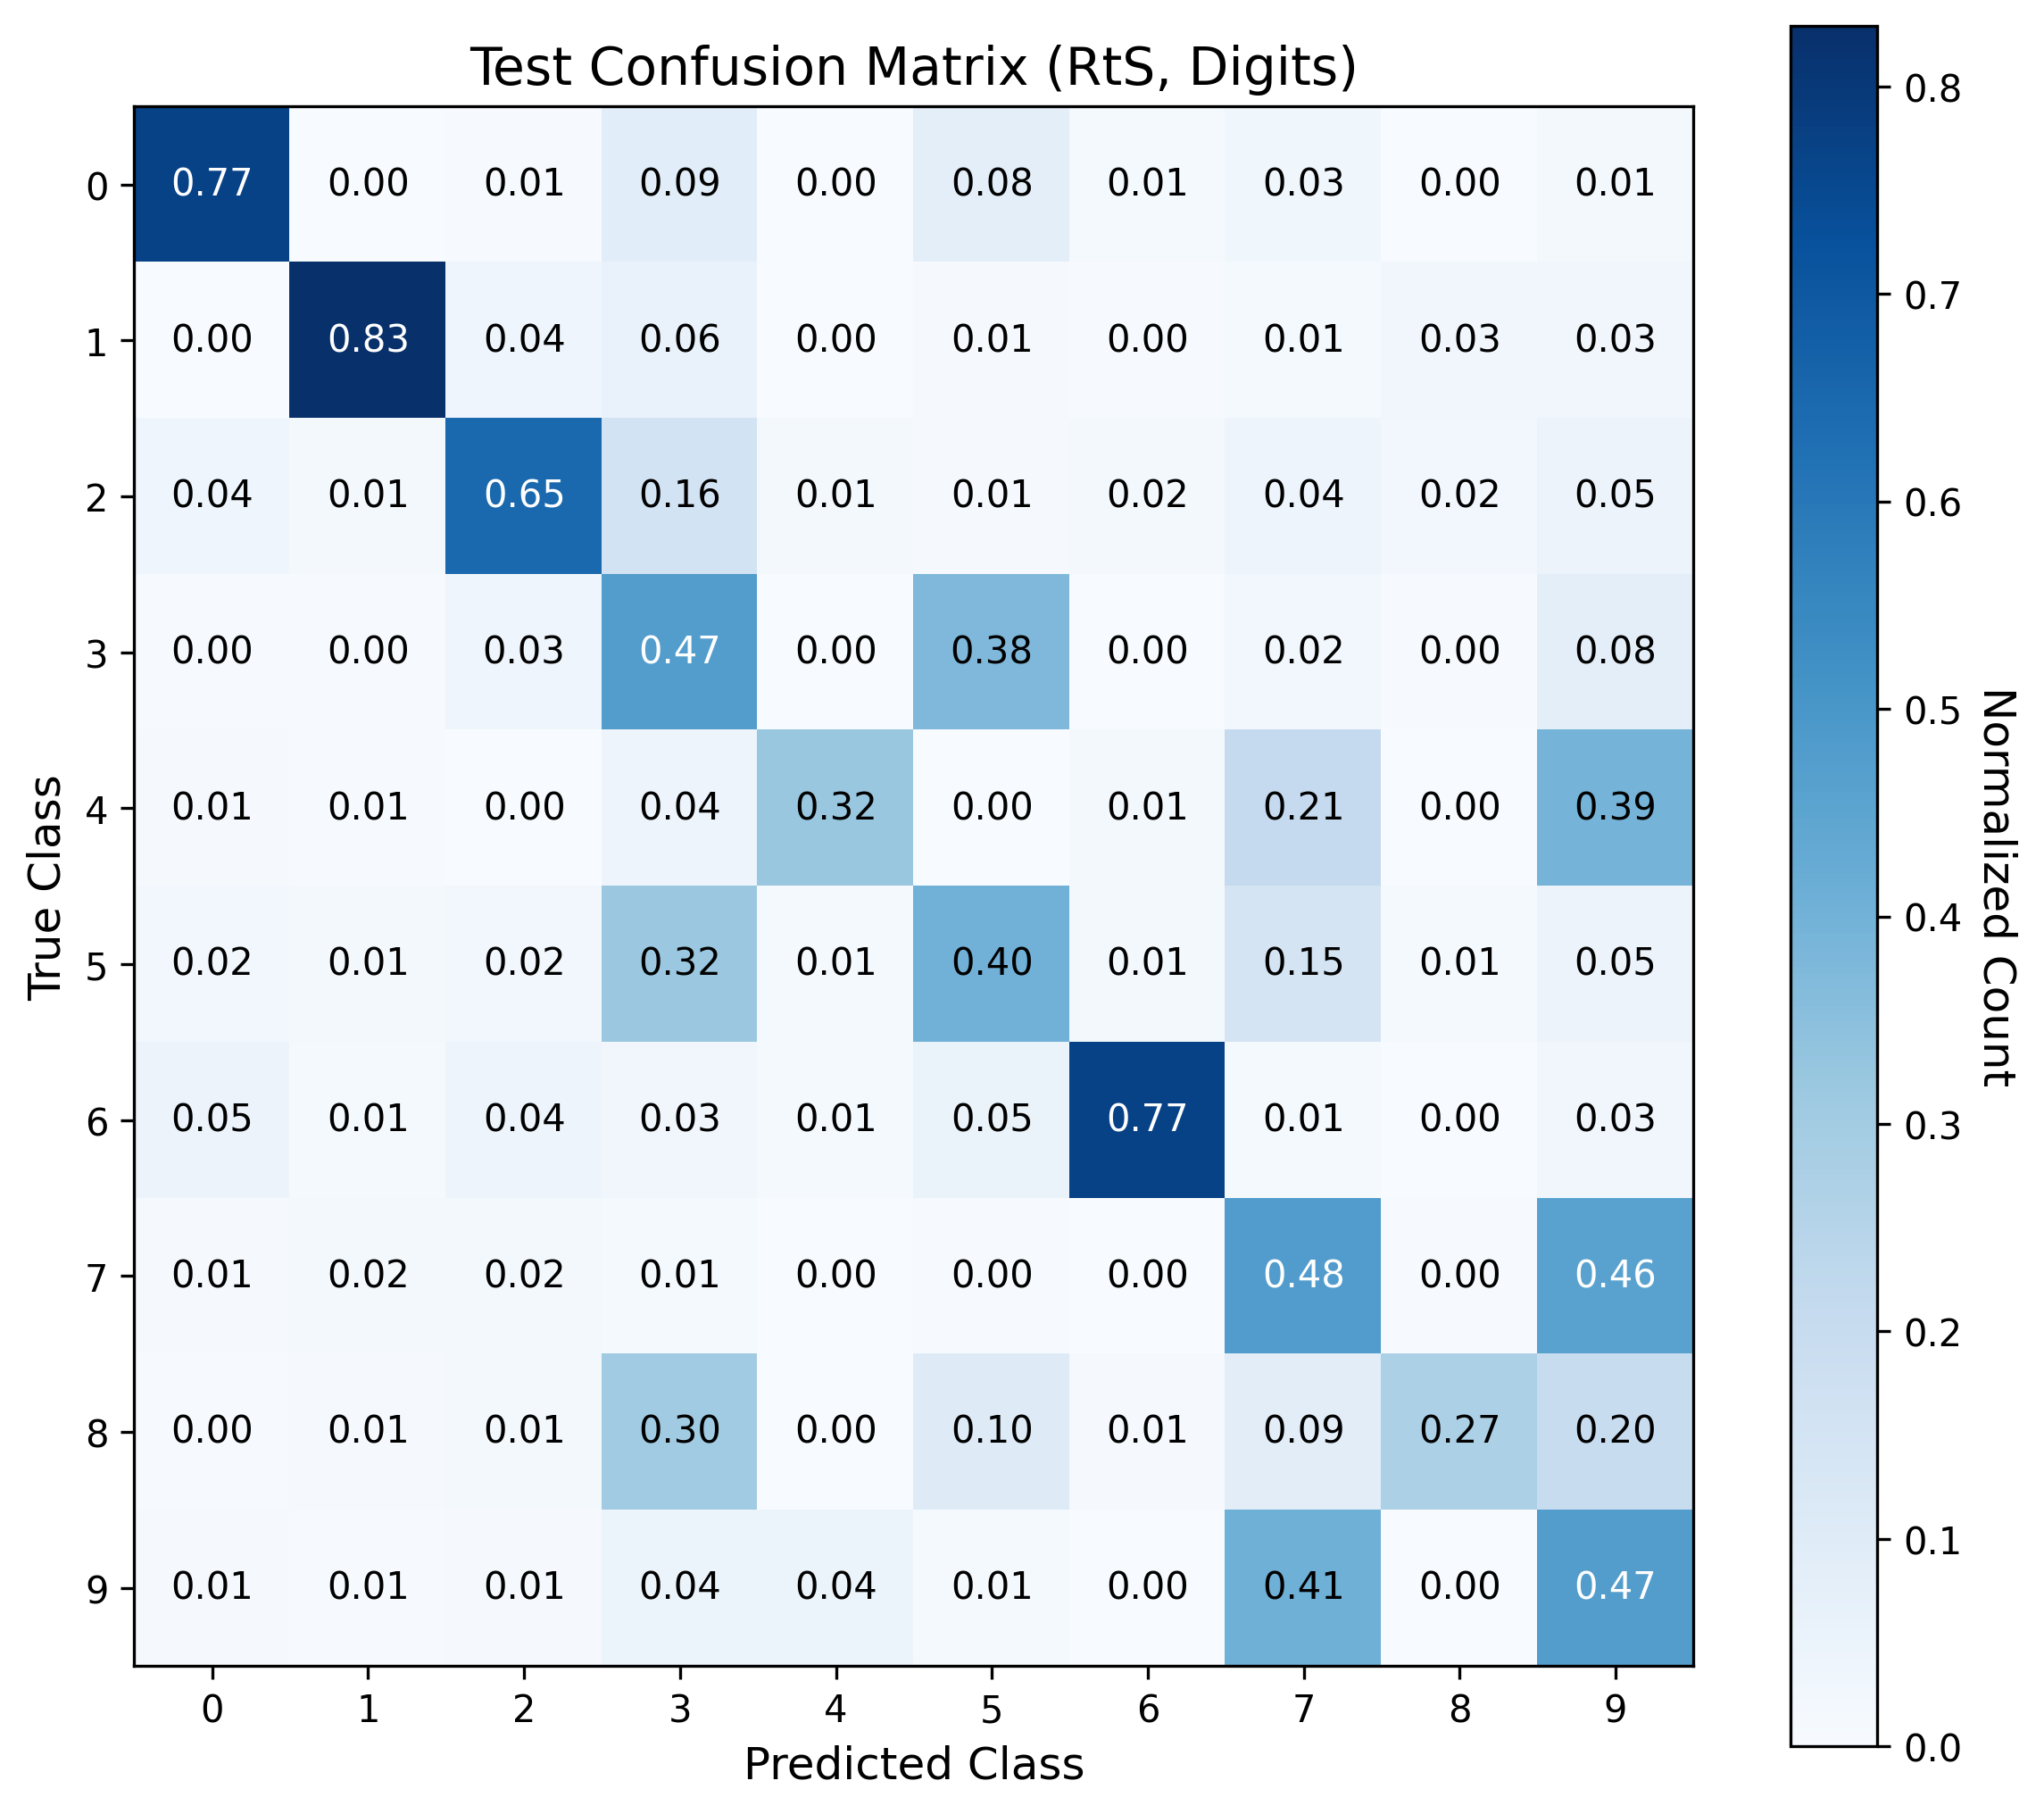 Test Confusion Matrix (RtS, Digits)
True Class
0 0.77 0.00 0.01 0.09 0.00 0.08 0.01 0.03 0.00 0.01
1 0.00 0.83 0.04 0.06 0.00 0.01 0.00 0.01 0.03 0.03
2 0.04 0.01 0.65 0.16 0.01 0.01 0.02 0.04 0.02 0.05
3 0.00 0.00 0.03 0.47 0.00 0.38 0.00 0.02 0.00 0.08
4 0.01 0.01 0.00 0.04 0.32 0.00 0.01 0.21 0.00 0.39
5 0.02 0.01 0.02 0.32 0.01 0.40 0.01 0.15 0.01 0.05
6 0.05 0.01 0.04 0.03 0.01 0.05 0.77 0.01 0.00 0.03
7 0.01 0.02 0.02 0.01 0.00 0.00 0.00 0.48 0.00 0.46
8 0.00 0.01 0.01 0.30 0.00 0.10 0.01 0.09 0.27 0.20
9 0.01 0.01 0.01 0.04 0.04 0.01 0.00 0.41 0.00 0.47
0 1 2 3 4 5 6 7 8 9
Predicted Class
0.8
0.7
0.6
0.5
0.4
0.3
0.2
0.1
0.0
Normalized Count